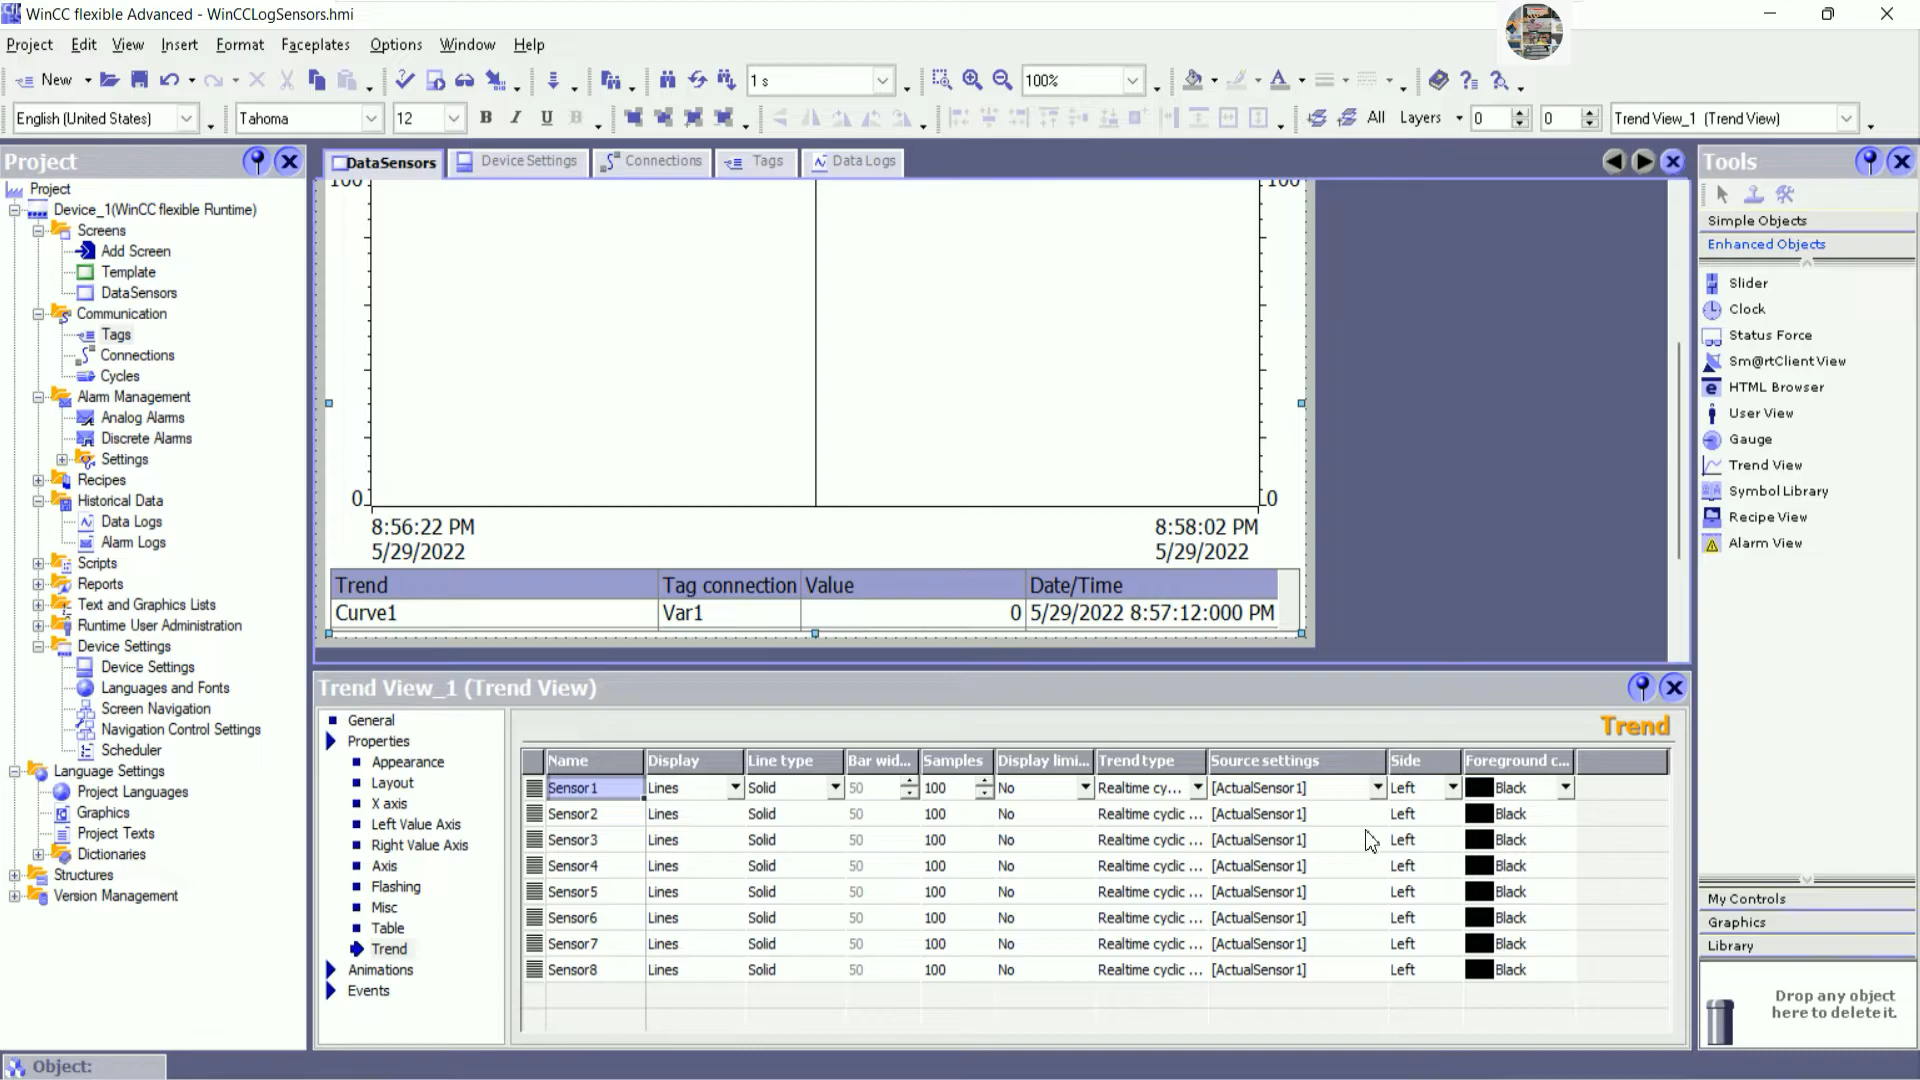 WinCC flexible Advanced - WinCCLogSensors.hmi
Project Edit View Insert Format Faceplates Options Window Help
New 1 s 100%
English (United States) Tahoma 12 B I U B All Layers 0 0 Trend View_1 (Trend View)
Project
Project
Device_1(WinCC flexible Runtime)
Screens
Add Screen
Template
DataSensors
Communication
Tags
Connections
Cycles
Alarm Management
Analog Alarms
Discrete Alarms
Settings
Recipes
Historical Data
Data Logs
Alarm Logs
Scripts
Reports
Text and Graphics Lists
Runtime User Administration
Device Settings
Device Settings
Languages and Fonts
Screen Navigation
Navigation Control Settings
Scheduler
Language Settings
Project Languages
Graphics
Project Texts
Dictionaries
Structures
Version Management
Object:
DataSensors Device Settings Connections Tags Data Logs
100 100
0 0
8:56:22 PM 8:58:02 PM
5/29/2022 5/29/2022
Trend Tag connection Value Date/Time
Curve1 Var1 0 5/29/2022 8:57:12:000 PM
Trend View_1 (Trend View)
General
Properties
Appearance
Layout
X axis
Left Value Axis
Right Value Axis
Axis
Flashing
Misc
Table
Trend
Animations
Events
Trend
Name Display Line type Bar wid... Samples Display limi... Trend type Source settings Side Foreground c...
Sensor1 Lines Solid 50 100 No Realtime cy... [ActualSensor1] Left Black
Sensor2 Lines Solid 50 100 No Realtime cyclic ... [ActualSensor1] Left Black
Sensor3 Lines Solid 50 100 No Realtime cyclic ... [ActualSensor1] Left Black
Sensor4 Lines Solid 50 100 No Realtime cyclic ... [ActualSensor1] Left Black
Sensor5 Lines Solid 50 100 No Realtime cyclic ... [ActualSensor1] Left Black
Sensor6 Lines Solid 50 100 No Realtime cyclic ... [ActualSensor1] Left Black
Sensor7 Lines Solid 50 100 No Realtime cyclic ... [ActualSensor1] Left Black
Sensor8 Lines Solid 50 100 No Realtime cyclic ... [ActualSensor1] Left Black
Tools
Simple Objects
Enhanced Objects
Slider
Clock
Status Force
Sm@rtClient View
HTML Browser
User View
Gauge
Trend View
Symbol Library
Recipe View
Alarm View
My Controls
Graphics
Library
Drop any object
here to delete it.